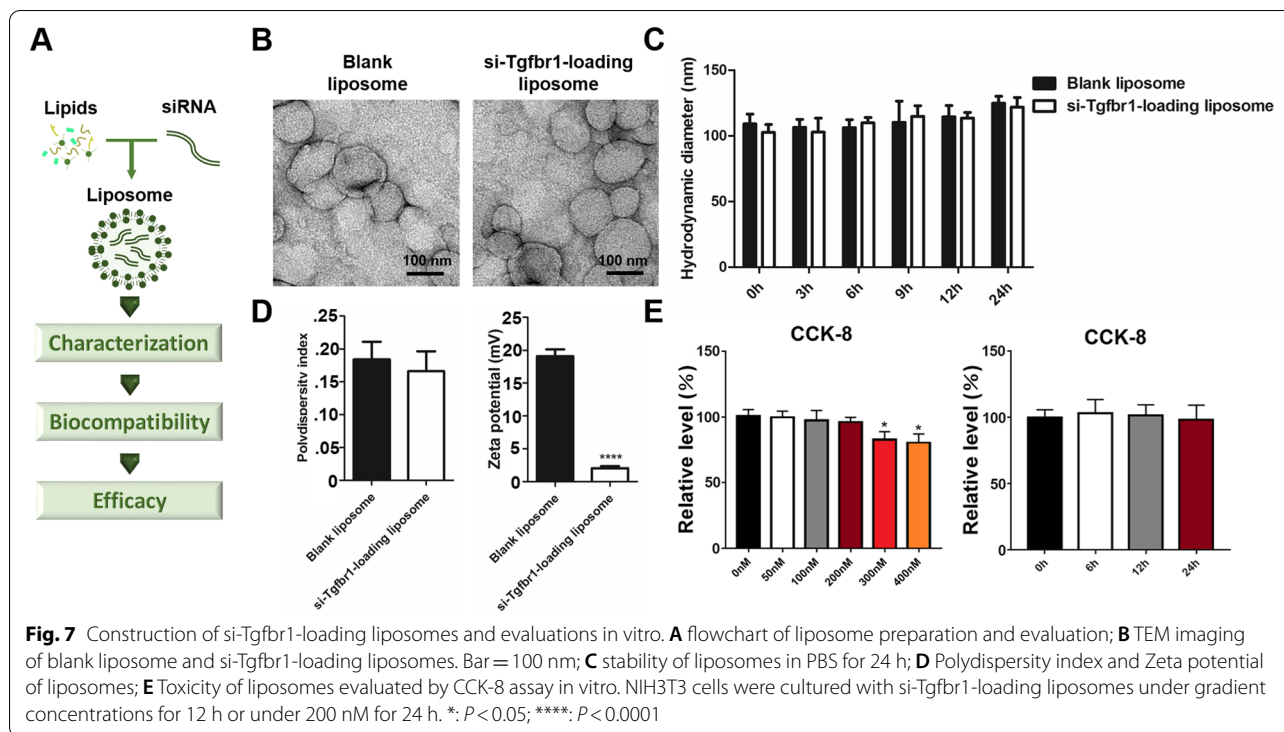 A
Lipids
siRNA
Liposome
Characterization
Biocompatibility
Efficacy
B
Blank
liposome
si-Tgfbr1-loading
liposome
100 nm
100 nm
C
Hydrodynamic diameter (nm)
150
100
50
0
0h
3h
6h
9h
12h
24h
Blank liposome
si-Tgfbr1-loading liposome
D
Polydispersity index
.25
.20
.15
.10
.05
0
Blank liposome
si-Tgfbr1-loading liposome
Zeta potential (mV)
25
20
15
10
5
0
****
Blank liposome
si-Tgfbr1-loading liposome
E
CCK-8
Relative level (%)
150
100
50
0
*
*
0nM
50nM
100nM
200nM
300nM
400nM
CCK-8
Relative level (%)
150
100
50
0
0h
6h
12h
24h
Fig. 7 Construction of si-Tgfbr1-loading liposomes and evaluations in vitro. A flowchart of liposome preparation and evaluation; B TEM imaging
of blank liposome and si-Tgfbr1-loading liposomes. Bar = 100 nm; C stability of liposomes in PBS for 24 h; D Polydispersity index and Zeta potential
of liposomes; E Toxicity of liposomes evaluated by CCK-8 assay in vitro. NIH3T3 cells were cultured with si-Tgfbr1-loading liposomes under gradient
concentrations for 12 h or under 200 nM for 24 h. *: P < 0.05; ****: P < 0.0001